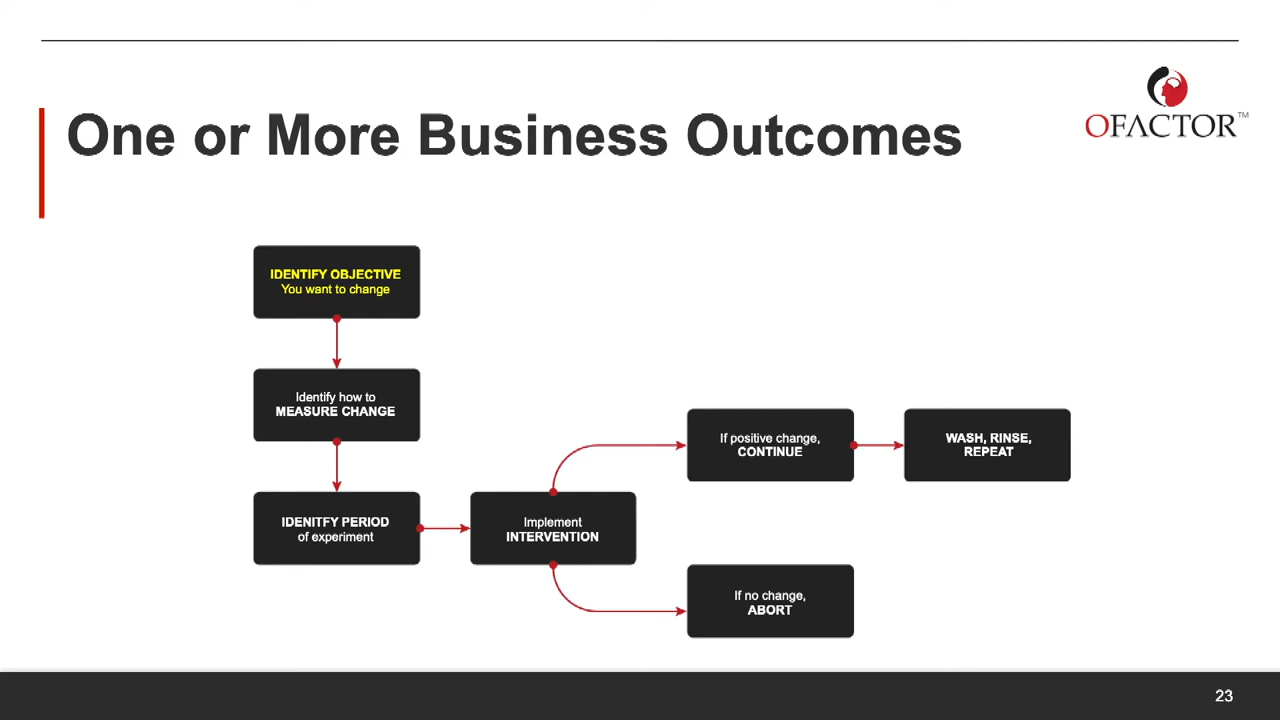 One or More Business Outcomes
OFACTOR™
IDENTIFY OBJECTIVE
You want to change
Identify how to
MEASURE CHANGE
IDENITFY PERIOD
of experiment
Implement
INTERVENTION
If positive change,
CONTINUE
WASH, RINSE,
REPEAT
If no change,
ABORT
23